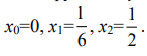 x₀=0, x₁=1/6, x₂=1/2.